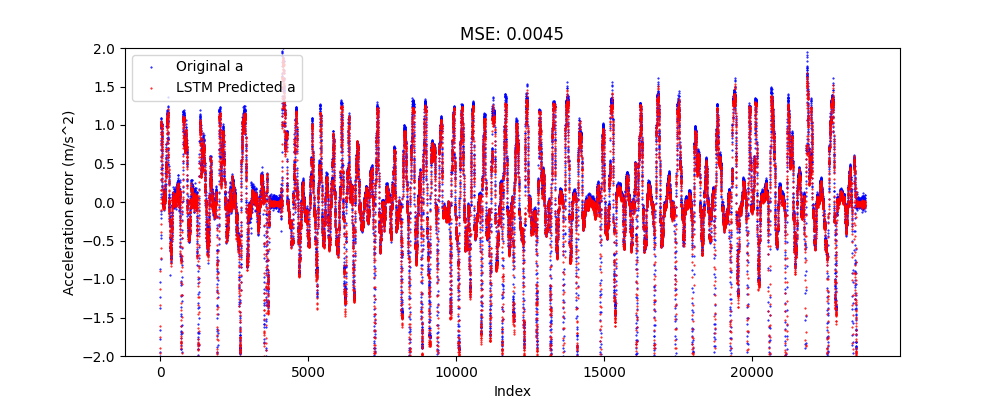 MSE: 0.0045
Original a
LSTM Predicted a
Acceleration error (m/s^2)
2.0
1.5
1.0
0.5
0.0
−0.5
−1.0
−1.5
−2.0
0 5000 10000 15000 20000
Index